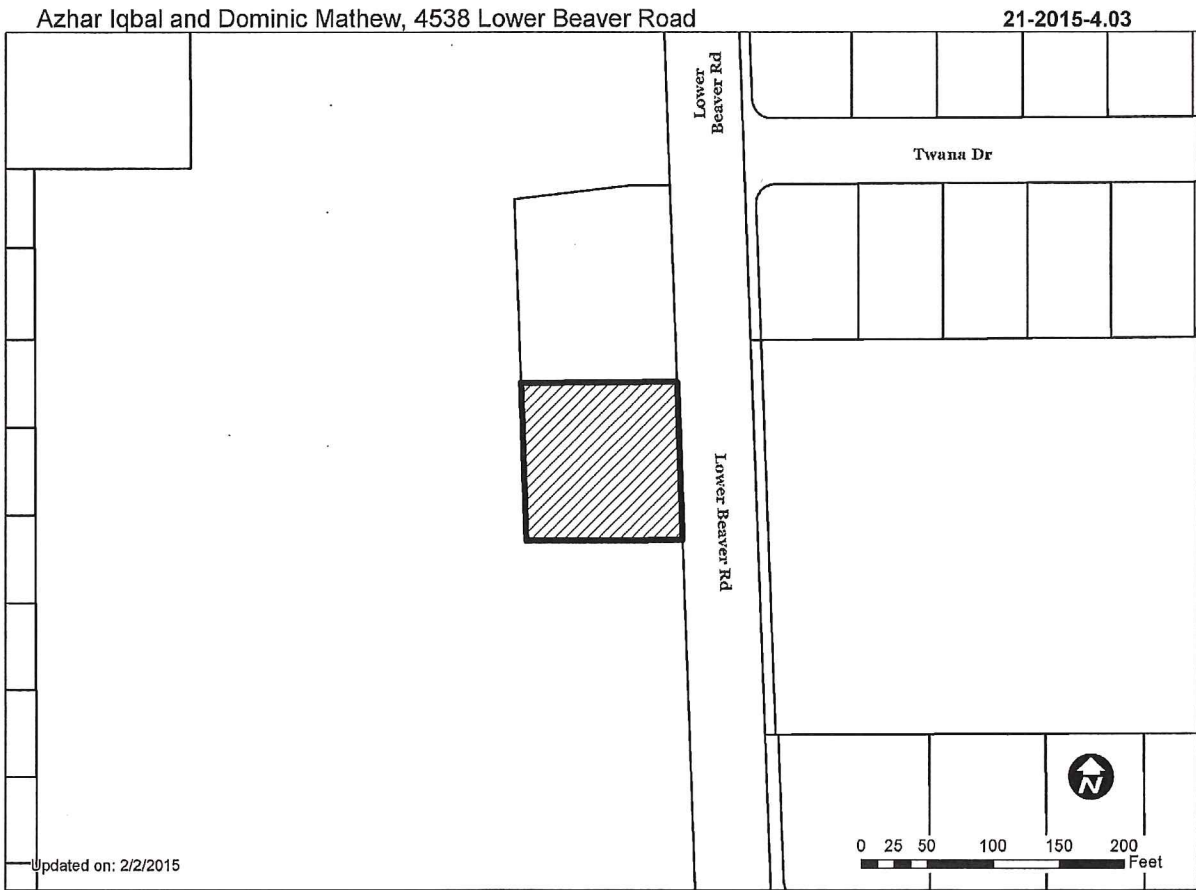 Azhar Iqbal and Dominic Mathew, 4538 Lower Beaver Road
21-2015-4.03
Lower
Beaver Rd
Twana Dr
Lower Beaver Rd
N
0 25 50 100 150 200
Feet
Updated on: 2/2/2015